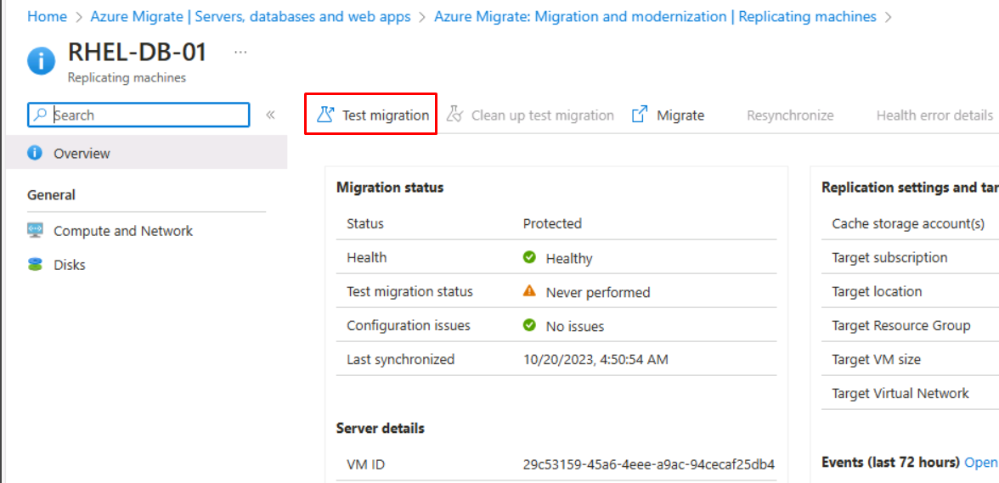 Home > Azure Migrate | Servers, databases and web apps > Azure Migrate: Migration and modernization | Replicating machines >
RHEL-DB-01 ...
Replicating machines
Search «
Test migration Clean up test migration Migrate Resynchronize Health error details
Overview
General
Compute and Network
Disks
Migration status
Status Protected
Health Healthy
Test migration status Never performed
Configuration issues No issues
Last synchronized 10/20/2023, 4:50:54 AM
Server details
VM ID 29c53159-45a6-4eee-a9ac-94cecaf25db4
Replication settings and tar
Cache storage account(s)
Target subscription
Target location
Target Resource Group
Target VM size
Target Virtual Network
Events (last 72 hours) Open